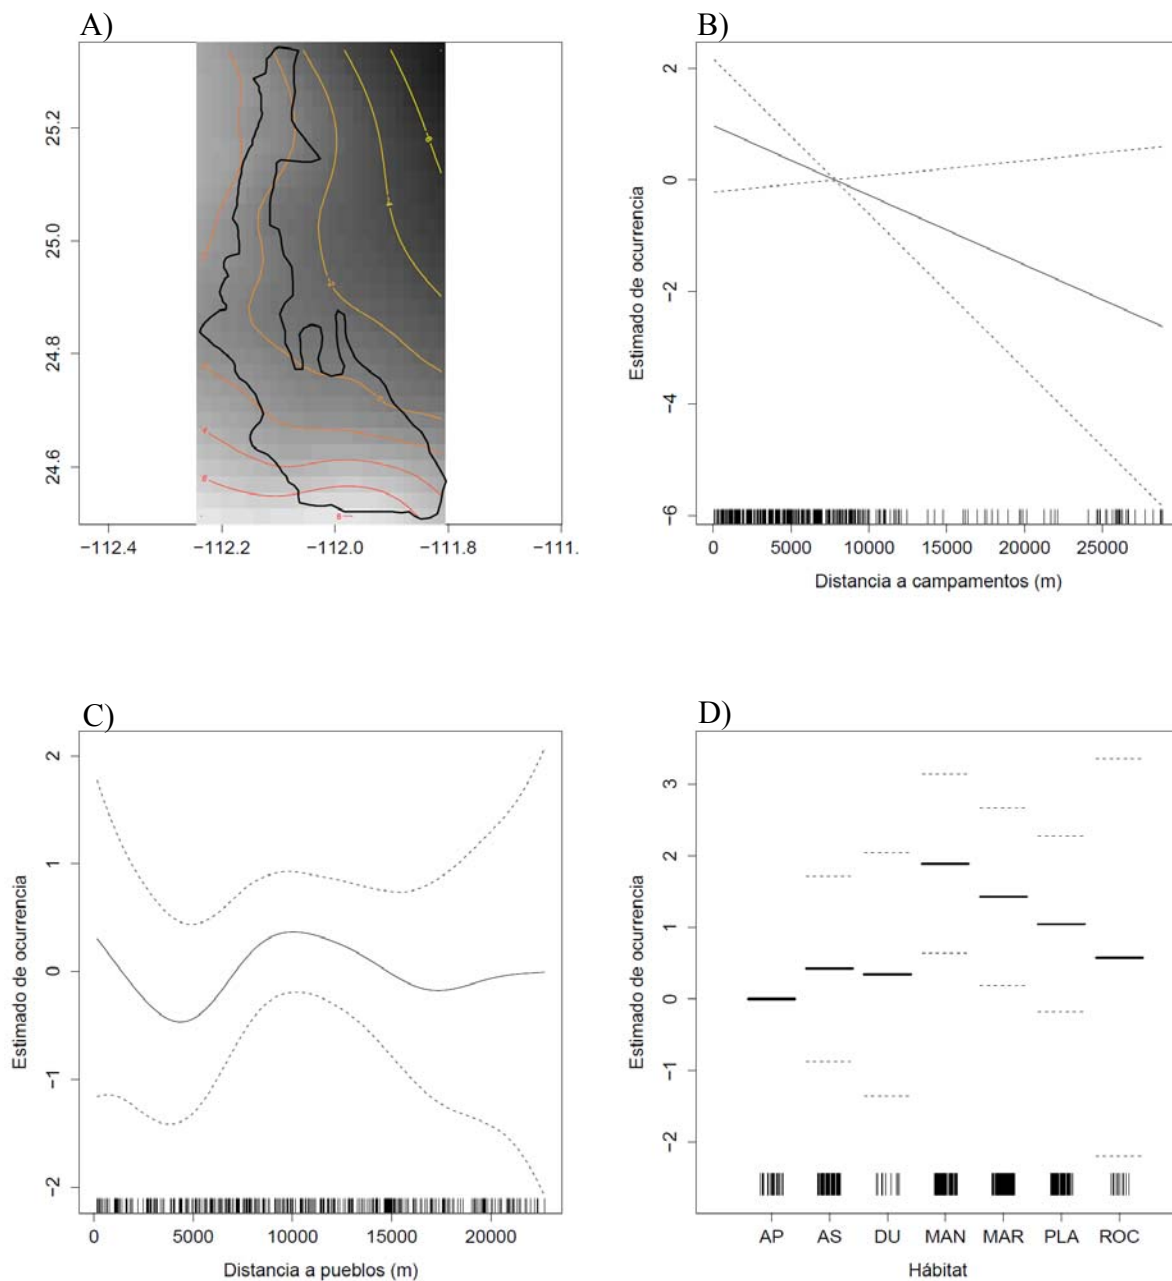 A)
25.2
25.0
24.8
24.6
−112.4 −112.2 −112.0 −111.8 −111.
B)
Estimado de ocurrencia
2
0
−2
−4
−6
0 5000 10000 15000 20000 25000
Distancia a campamentos (m)
C)
Estimado de ocurrencia
2
1
0
−1
−2
0 5000 10000 15000 20000
Distancia a pueblos (m)
D)
Estimado de ocurrencia
3
2
1
0
−1
−2
AP AS DU MAN MAR PLA ROC
Hábitat